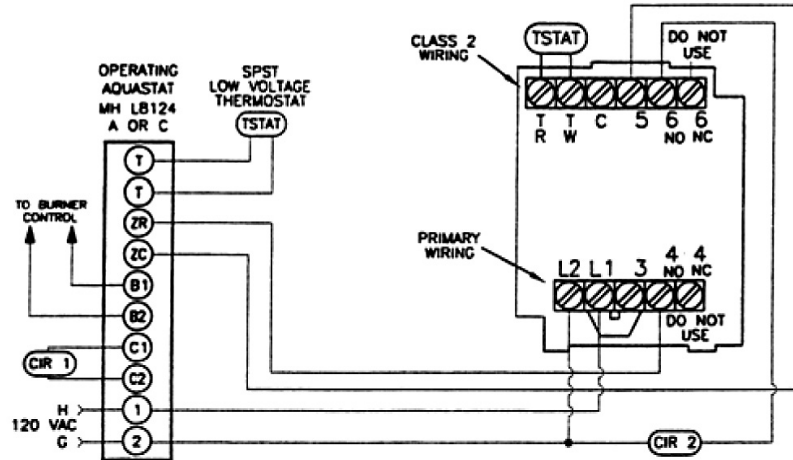 OPERATING
AQUASTAT
MH L8124
A OR C
SPST
LOW VOLTAGE
THERMOSTAT
TSTAT
T
T
ZR
ZC
TO BURNER
CONTROL
B1
B2
C1
C2
CIR 1
H
120 VAC
G
1
2
CLASS 2
WIRING
TSTAT
DO NOT
USE
T T C 5 6 6
R W NO NC
PRIMARY
WIRING
L2 L1 3 4 4
NO NC
DO NOT
USE
CIR 2